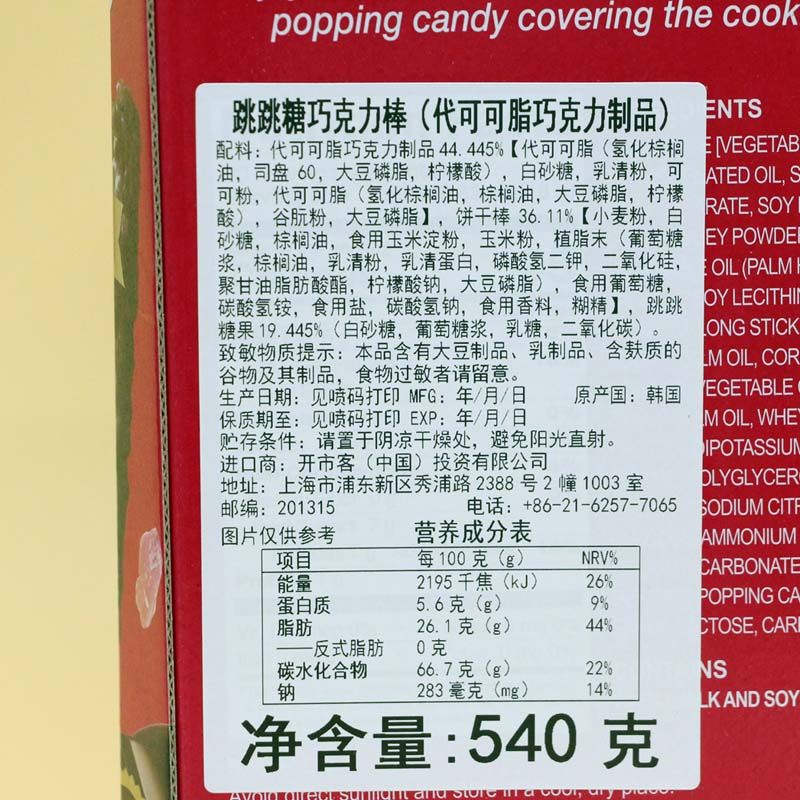 popping candy covering the cook
跳跳糖巧克力棒（代可可脂巧克力制品）
配料：代可可脂巧克力制品 44.445%【代可可脂（氢化棕榈
油，司盘 60，大豆磷脂，柠檬酸），白砂糖，乳清粉，可
可粉，代可可脂（氢化棕榈油，棕榈油，大豆磷脂，柠檬
酸），谷朊粉，大豆磷脂】，饼干棒 36.11%【小麦粉，白
砂糖，棕榈油，食用玉米淀粉，玉米粉，植脂末（葡萄糖
浆，棕榈油，乳清粉，乳清蛋白，磷酸氢二钾，二氧化硅，
聚甘油脂肪酸酯，柠檬酸钠，大豆磷脂），食用葡萄糖，
碳酸氢铵，食用盐，碳酸氢钠，食用香料，糊精】，跳跳
糖果 19.445%（白砂糖，葡萄糖浆，乳糖，二氧化碳）。
致敏物质提示：本品含有大豆制品、乳制品、含麸质的
谷物及其制品，食物过敏者请留意。
生产日期：见喷码打印 MFG：年/月/日 原产国：韩国
保质期至：见喷码打印 EXP：年/月/日
贮存条件：请置于阴凉干燥处，避免阳光直射。
进口商：开市客（中国）投资有限公司
地址：上海市浦东新区秀浦路 2388 号 2 幢 1003 室
邮编：201315 电话：+86-21-6257-7065
图片仅供参考 营养成分表
项目 每 100 克（g） NRV%
能量 2195 千焦（kJ） 26%
蛋白质 5.6 克（g） 9%
脂肪 26.1 克（g） 44%
——反式脂肪 0 克
碳水化合物 66.7 克（g） 22%
钠 283 毫克（mg） 14%
净含量:540 克
ENTS
E [VEGETAB
ATED OIL, S
RATE, SOY
EY POWDE
E OIL (PALM
OY LECITHI
LONG STICK
LM OIL, COR
VEGETABLE
M OIL, WHE
DIPOTASSIUM
OLYGLYCER
SODIUM CITR
AMMONIUM
CARBONATE
POPPING CA
CTOSE, CAR
NS
LK AND SOY
Avoid direct sunlight and store in a cool, dry place.